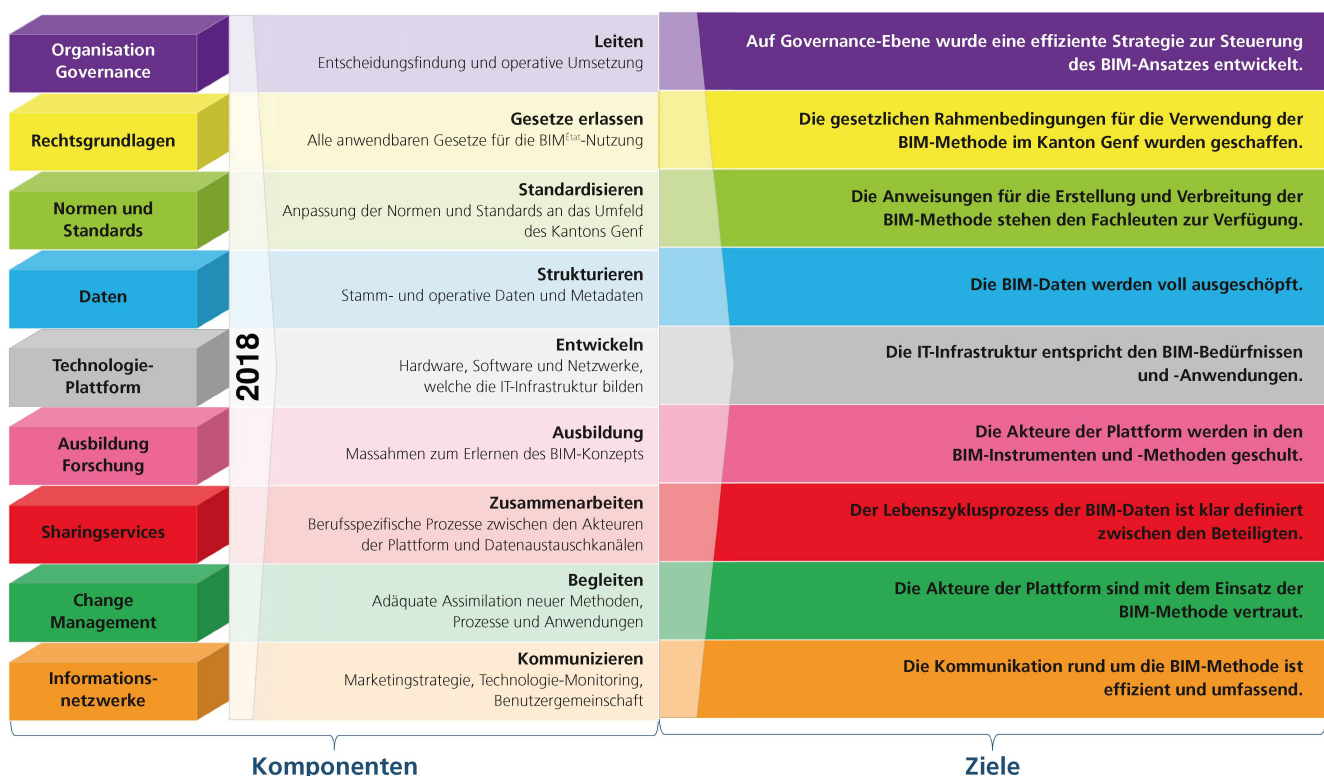 Organisation
Governance
Leiten
Entscheidungsfindung und operative Umsetzung
Auf Governance-Ebene wurde eine effiziente Strategie zur Steuerung
des BIM-Ansatzes entwickelt.
Rechtsgrundlagen
Gesetze erlassen
Alle anwendbaren Gesetze für die BIMEtat-Nutzung
Die gesetzlichen Rahmenbedingungen für die Verwendung der
BIM-Methode im Kanton Genf wurden geschaffen.
Normen und
Standards
Standardisieren
Anpassung der Normen und Standards an das Umfeld
des Kantons Genf
Die Anweisungen für die Erstellung und Verbreitung der
BIM-Methode stehen den Fachleuten zur Verfügung.
Daten
Strukturieren
Stamm- und operative Daten und Metadaten
Die BIM-Daten werden voll ausgeschöpft.
2018
Technologie-
Plattform
Entwickeln
Hardware, Software und Netzwerke,
welche die IT-Infrastruktur bilden
Die IT-Infrastruktur entspricht den BIM-Bedürfnissen
und -Anwendungen.
Ausbildung
Forschung
Ausbildung
Massahmen zum Erlernen des BIM-Konzepts
Die Akteure der Plattform werden in den
BIM-Instrumenten und -Methoden geschult.
Sharingservices
Zusammenarbeiten
Berufsspezifische Prozesse zwischen den Akteuren
der Plattform und Datenaustauschkanälen
Der Lebenszyklusprozess der BIM-Daten ist klar definiert
zwischen den Beteiligten.
Change
Management
Begleiten
Adäquate Assimilation neuer Methoden,
Prozesse und Anwendungen
Die Akteure der Plattform sind mit dem Einsatz der
BIM-Methode vertraut.
Informations-
netzwerke
Kommunizieren
Marketingstrategie, Technologie-Monitoring,
Benutzergemeinschaft
Die Kommunikation rund um die BIM-Methode ist
effizient und umfassend.
Komponenten
Ziele